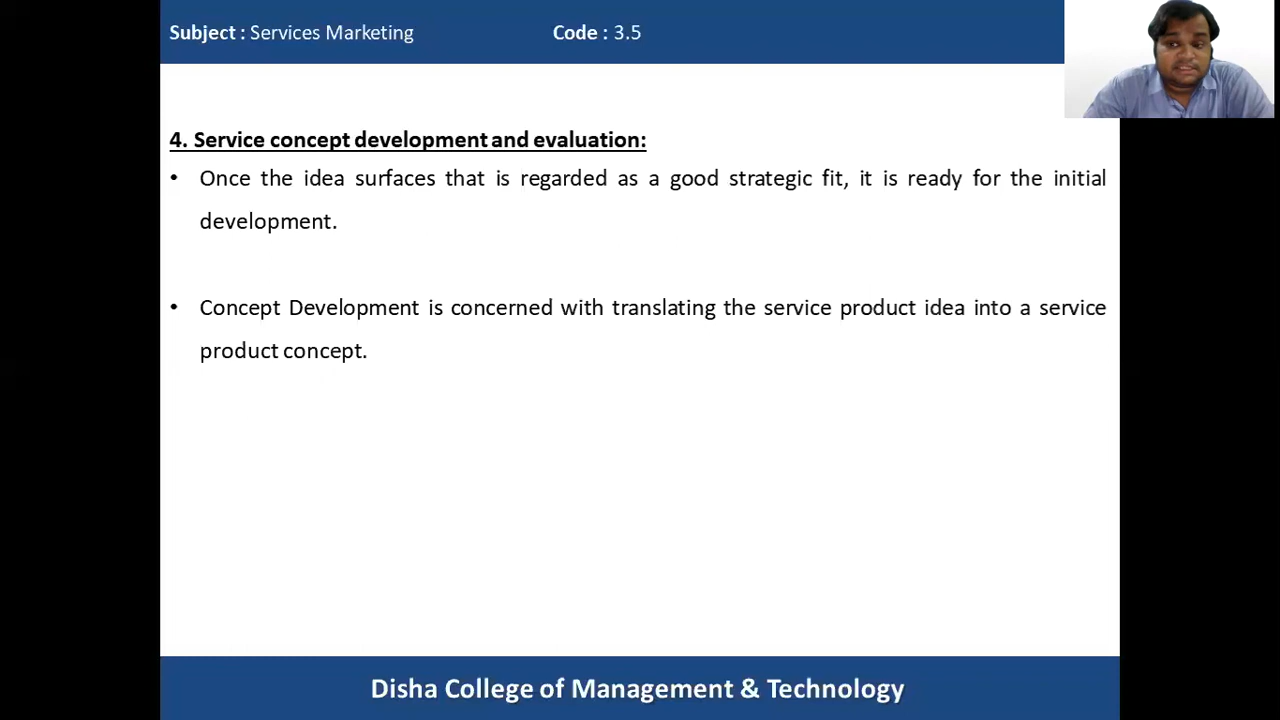 Subject : Services Marketing Code : 3.5
4. Service concept development and evaluation:
• Once the idea surfaces that is regarded as a good strategic fit, it is ready for the initial
development.
• Concept Development is concerned with translating the service product idea into a service
product concept.
Disha College of Management & Technology